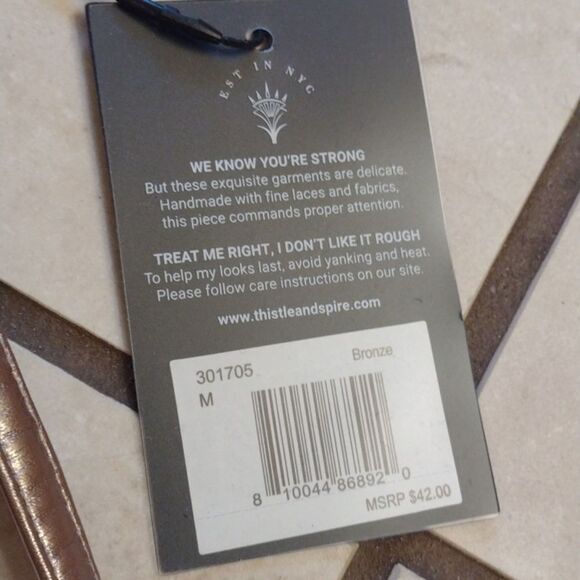 EST IN NYC
WE KNOW YOU'RE STRONG
But these exquisite garments are delicate.
Handmade with fine laces and fabrics,
this piece commands proper attention.
TREAT ME RIGHT, I DON'T LIKE IT ROUGH
To help my looks last, avoid yanking and heat.
Please follow care instructions on our site.
www.thistleandspire.com
301705 Bronze
M
8 10044 86892 0
MSRP $42.00